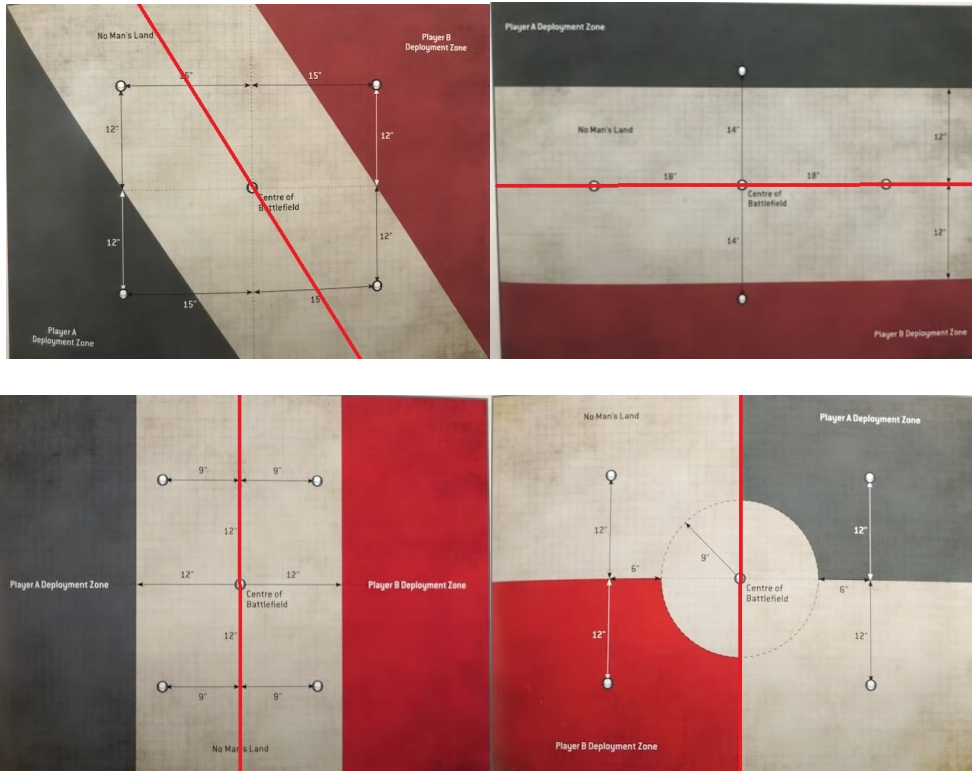 No Man's Land
Player B
Deployment Zone
15"
15"
12"
12"
Centre of
Battlefield
12"
12"
15"
15
Player A
Deployment Zone
Player A Deployment Zone
No Man's Land
14"
12"
18"
18"
Centre of
Battlefield
14"
12"
Player B Deployment Zone
9"
9"
12"
Player A Deployment Zone
12"
12"
Player B Deployment Zone
Centre of
Battlefield
12"
9"
9"
No Man's Land
No Man's Land
Player A Deployment Zone
12"
12"
9"
6"
Centre of
Battlefield
6"
12"
12"
Player B Deployment Zone